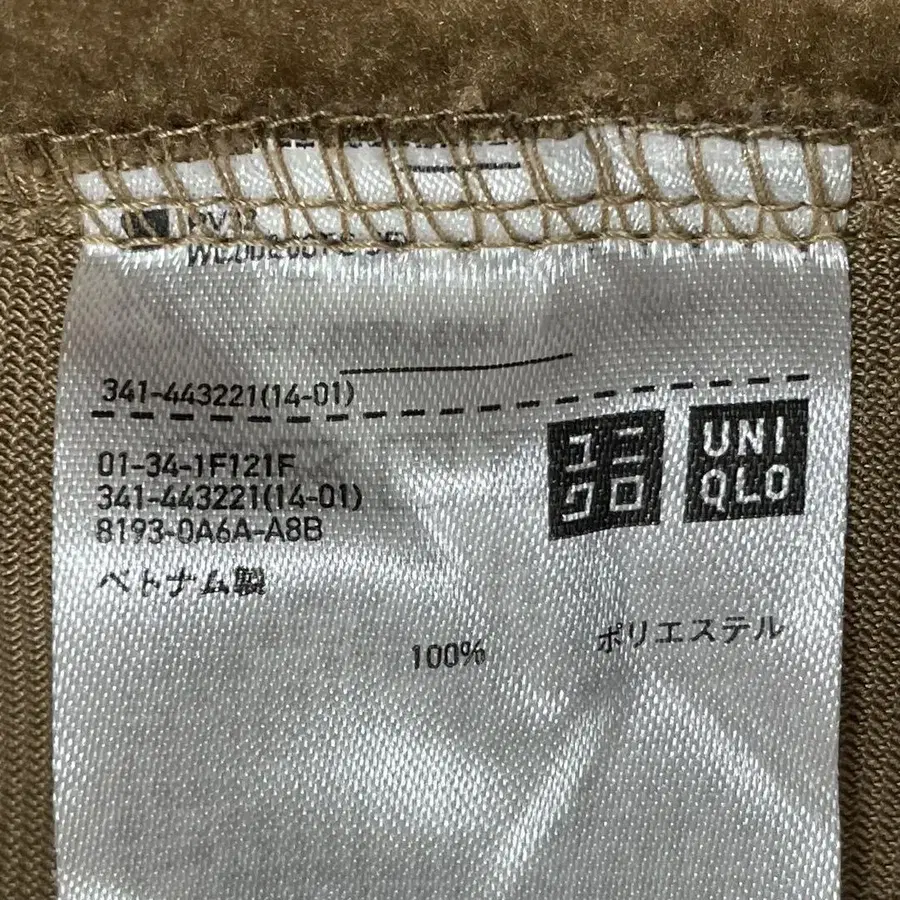 341-443221(14-01)
ユニ
クロ
UNI
QLO
01-34-1F121F
341-443221(14-01)
8193-0A6A-A8B
ベトナム製
100%
ポリエステル